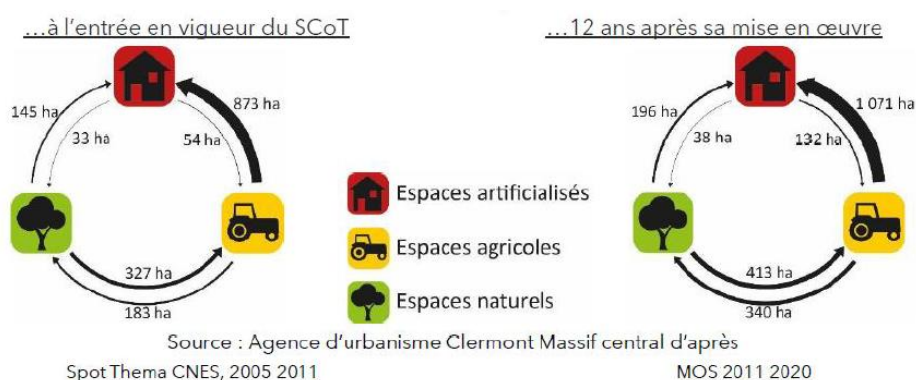 …à l'entrée en vigueur du SCoT
…12 ans après sa mise en œuvre
145 ha
873 ha
33 ha
54 ha
327 ha
183 ha
Espaces artificialisés
Espaces agricoles
Espaces naturels
196 ha
1 071 ha
38 ha
132 ha
413 ha
340 ha
Source : Agence d'urbanisme Clermont Massif central d'après
Spot Thema CNES, 2005 2011
MOS 2011 2020